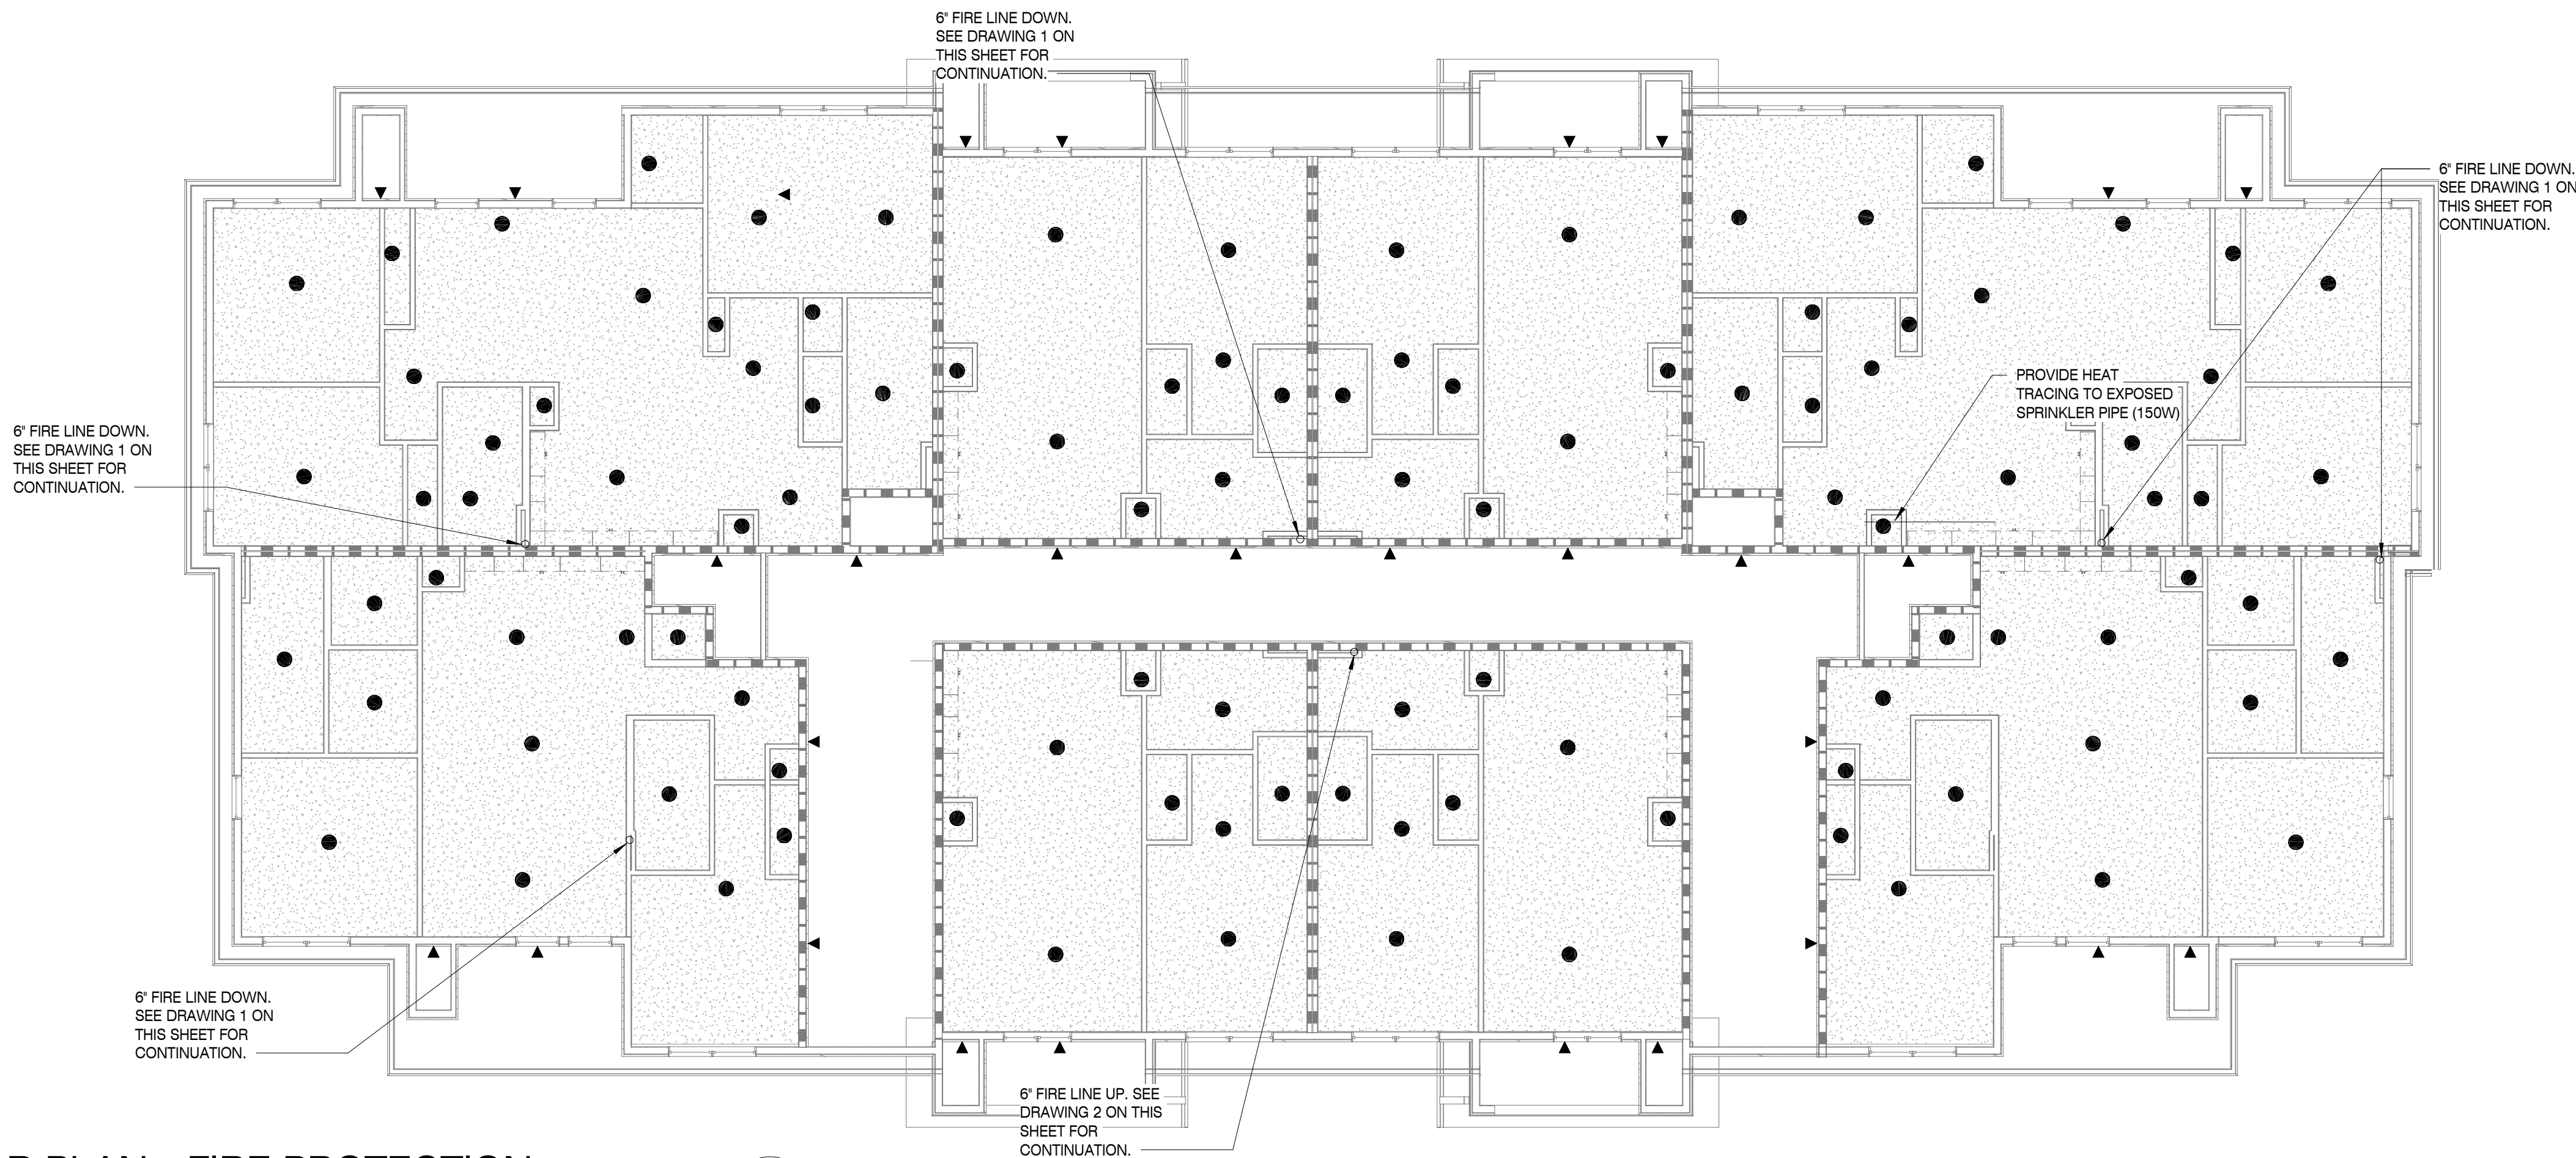 6" FIRE LINE DOWN.
SEE DRAWING 1 ON
THIS SHEET FOR
CONTINUATION.
6" FIRE LINE DOWN.
SEE DRAWING 1 ON
THIS SHEET FOR
CONTINUATION.
PROVIDE HEAT
TRACING TO EXPOSED
SPRINKLER PIPE (150W)
6" FIRE LINE DOWN.
SEE DRAWING 1 ON
THIS SHEET FOR
CONTINUATION.
6" FIRE LINE DOWN.
SEE DRAWING 1 ON
THIS SHEET FOR
CONTINUATION.
6" FIRE LINE UP. SEE
DRAWING 2 ON THIS
SHEET FOR
CONTINUATION.
R PLAN - FIRE PROTECTION